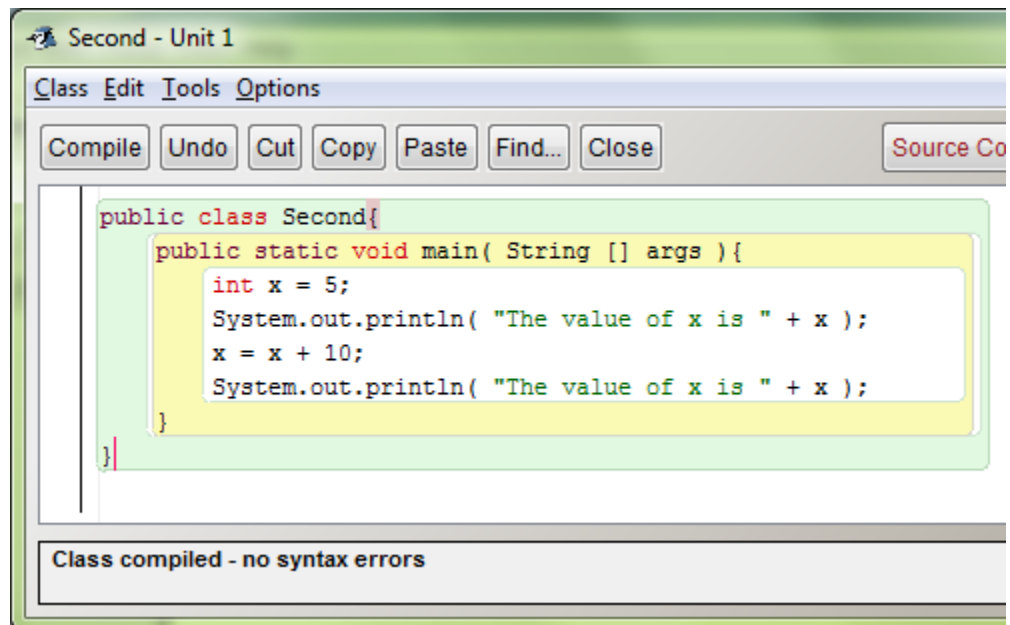 Second - Unit 1
Class Edit Tools Options
Compile Undo Cut Copy Paste Find... Close Source Co
public class Second{
public static void main( String [] args ){
int x = 5;
System.out.println( "The value of x is " + x );
x = x + 10;
System.out.println( "The value of x is " + x );
}
}
Class compiled - no syntax errors